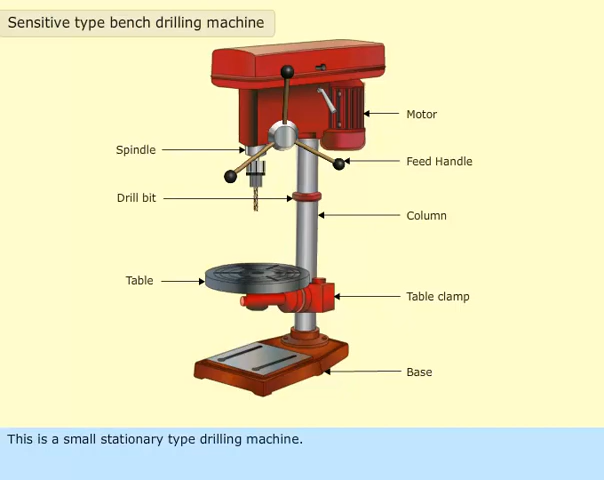 Sensitive type bench drilling machine
Motor
Spindle
Feed Handle
Drill bit
Column
Table
Table clamp
Base
This is a small stationary type drilling machine.